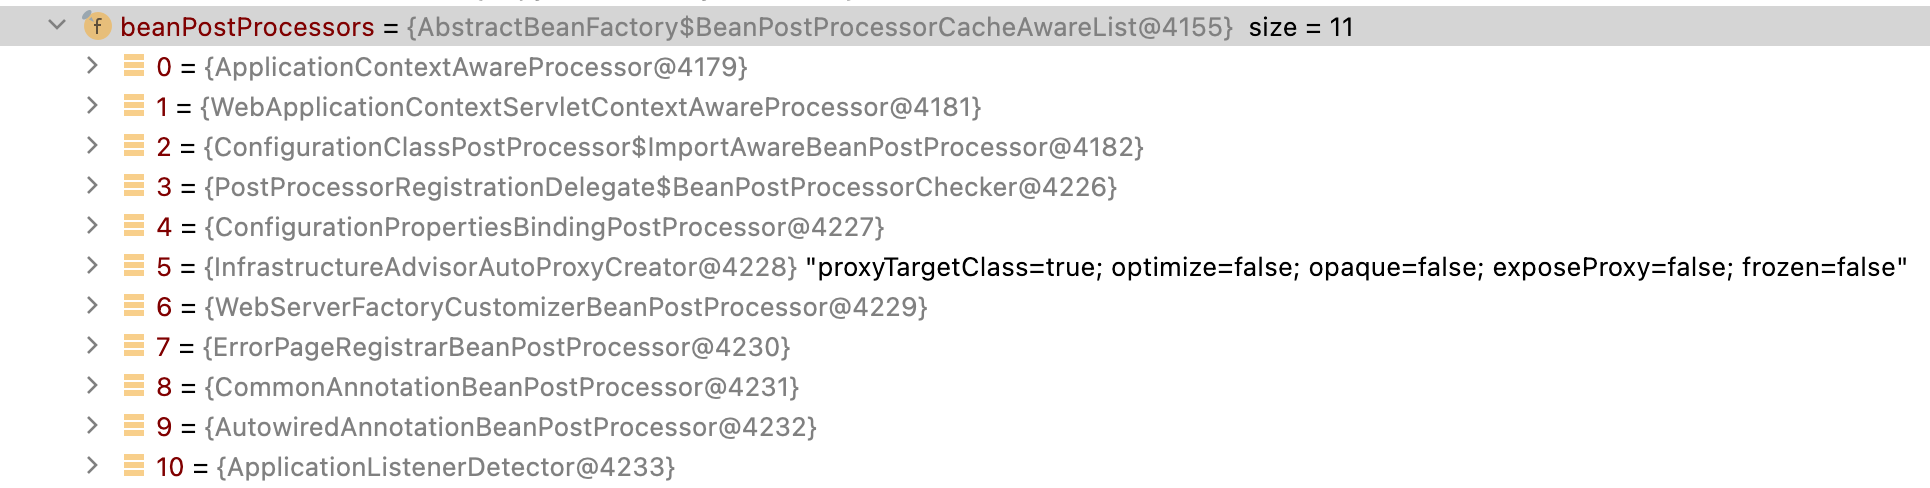 f beanPostProcessors = {AbstractBeanFactory$BeanPostProcessorCacheAwareList@4155} size = 11
0 = {ApplicationContextAwareProcessor@4179}
1 = {WebApplicationContextServletContextAwareProcessor@4181}
2 = {ConfigurationClassPostProcessor$ImportAwareBeanPostProcessor@4182}
3 = {PostProcessorRegistrationDelegate$BeanPostProcessorChecker@4226}
4 = {ConfigurationPropertiesBindingPostProcessor@4227}
5 = {InfrastructureAdvisorAutoProxyCreator@4228} "proxyTargetClass=true; optimize=false; opaque=false; exposeProxy=false; frozen=false"
6 = {WebServerFactoryCustomizerBeanPostProcessor@4229}
7 = {ErrorPageRegistrarBeanPostProcessor@4230}
8 = {CommonAnnotationBeanPostProcessor@4231}
9 = {AutowiredAnnotationBeanPostProcessor@4232}
10 = {ApplicationListenerDetector@4233}